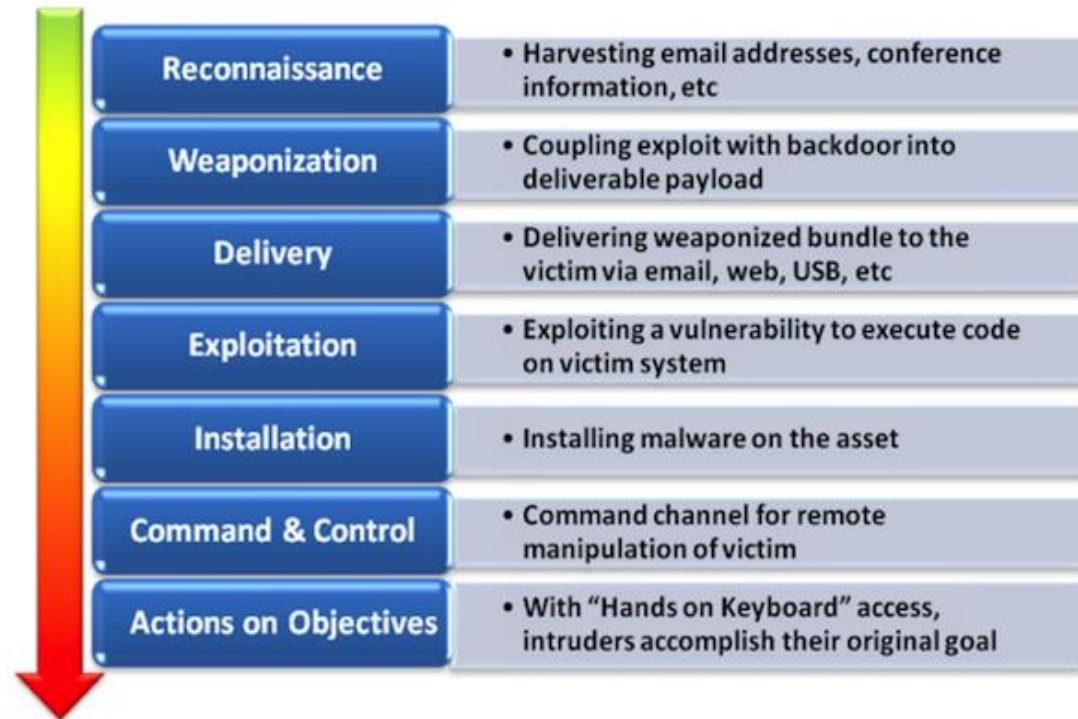 Reconnaissance
• Harvesting email addresses, conference
information, etc
Weaponization
• Coupling exploit with backdoor into
deliverable payload
Delivery
• Delivering weaponized bundle to the
victim via email, web, USB, etc
Exploitation
• Exploiting a vulnerability to execute code
on victim system
Installation
• Installing malware on the asset
Command & Control
• Command channel for remote
manipulation of victim
Actions on Objectives
• With “Hands on Keyboard” access,
intruders accomplish their original goal